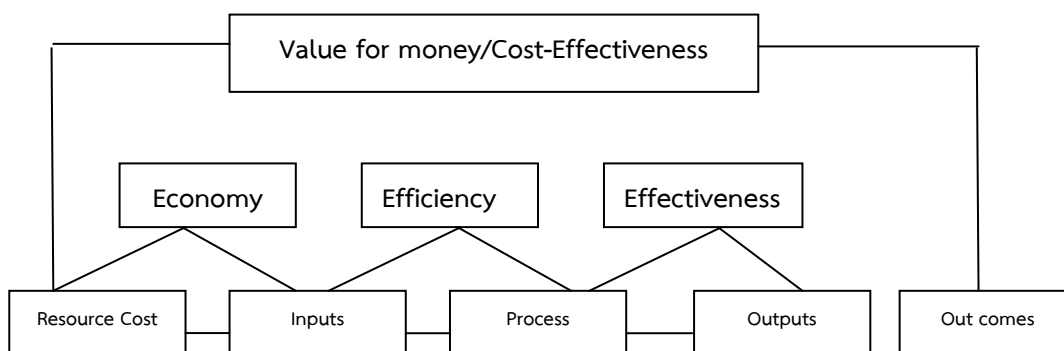 Value for money/Cost-Effectiveness
Economy
Efficiency
Effectiveness
Resource Cost
Inputs
Process
Outputs
Out comes